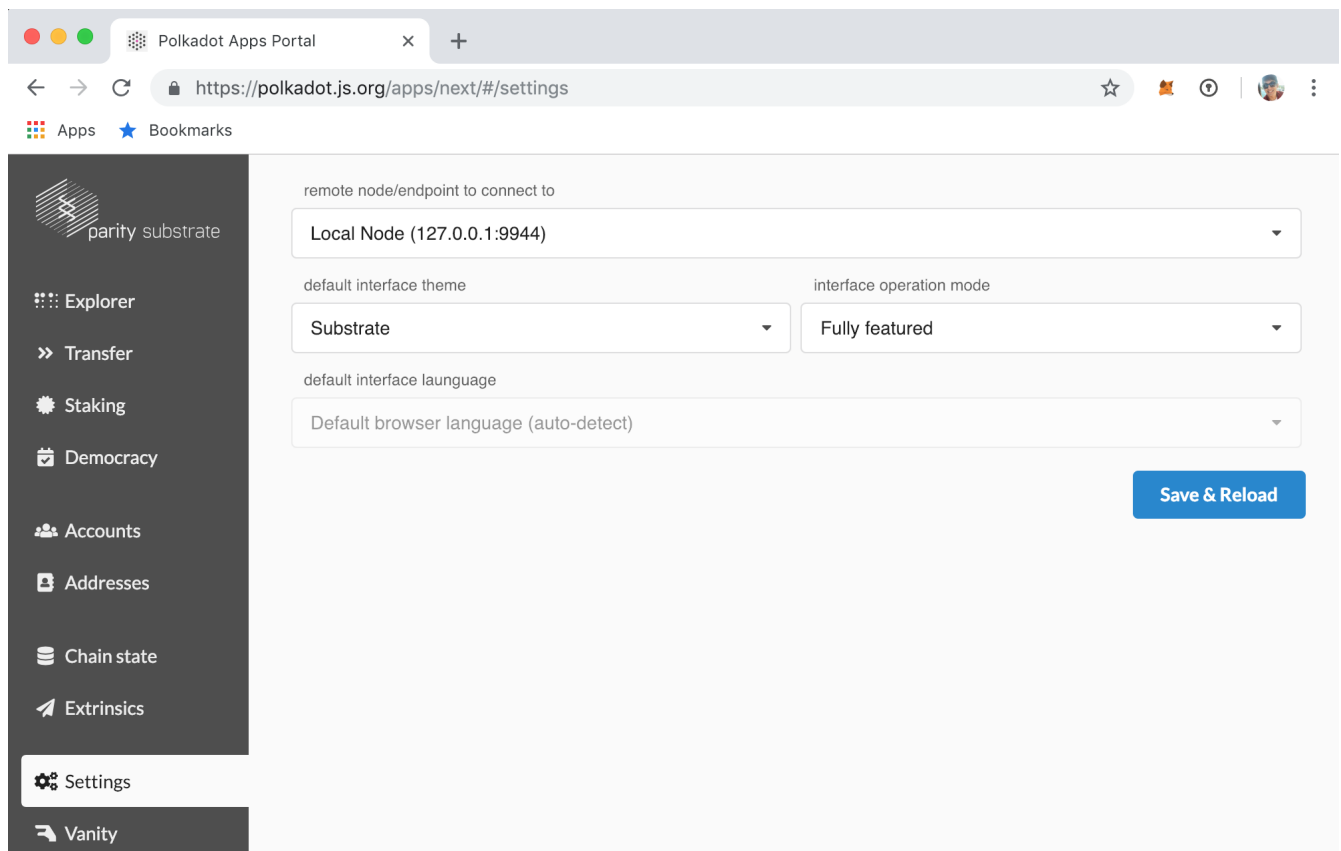 Polkadot Apps Portal
https://polkadot.js.org/apps/next/#/settings
Apps Bookmarks
parity substrate
Explorer
Transfer
Staking
Democracy
Accounts
Addresses
Chain state
Extrinsics
Settings
Vanity
remote node/endpoint to connect to
Local Node (127.0.0.1:9944)
default interface theme
Substrate
interface operation mode
Fully featured
default interface launguage
Default browser language (auto-detect)
Save & Reload